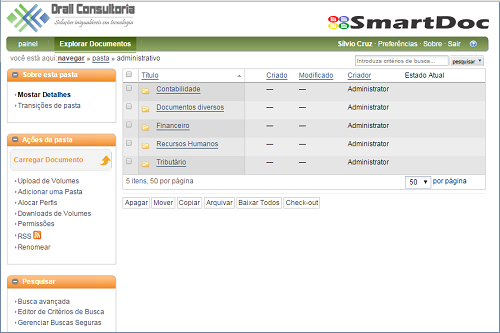 Drall Consultoria
Soluções inigualáveis em tecnologia
SmartDoc
painel Explorar Documentos Silvio Cruz · Preferências · Sobre · Sair
você está aqui: navegar » pasta » administrativo Introduza critérios de busca... pesquisar
Sobre esta pasta
Mostar Detalhes
Transições de pasta
Ações da pasta
Carregar Documento
Upload de Volumes
Adicionar uma Pasta
Alocar Perfis
Downloads de Volumes
Permissões
RSS
Renomear
Pesquisar
Busca avançada
Editor de Critérios de Busca
Gerenciar Buscas Seguras
Título Criado Modificado Criador Estado Atual
Contabilidade — — Administrator
Documentos diversos — — Administrator
Financeiro — — Administrator
Recursos Humanos — — Administrator
Tributário — — Administrator
5 itens, 50 por página 50 por página
Apagar Mover Copiar Arquivar Baixar Todos Check-out